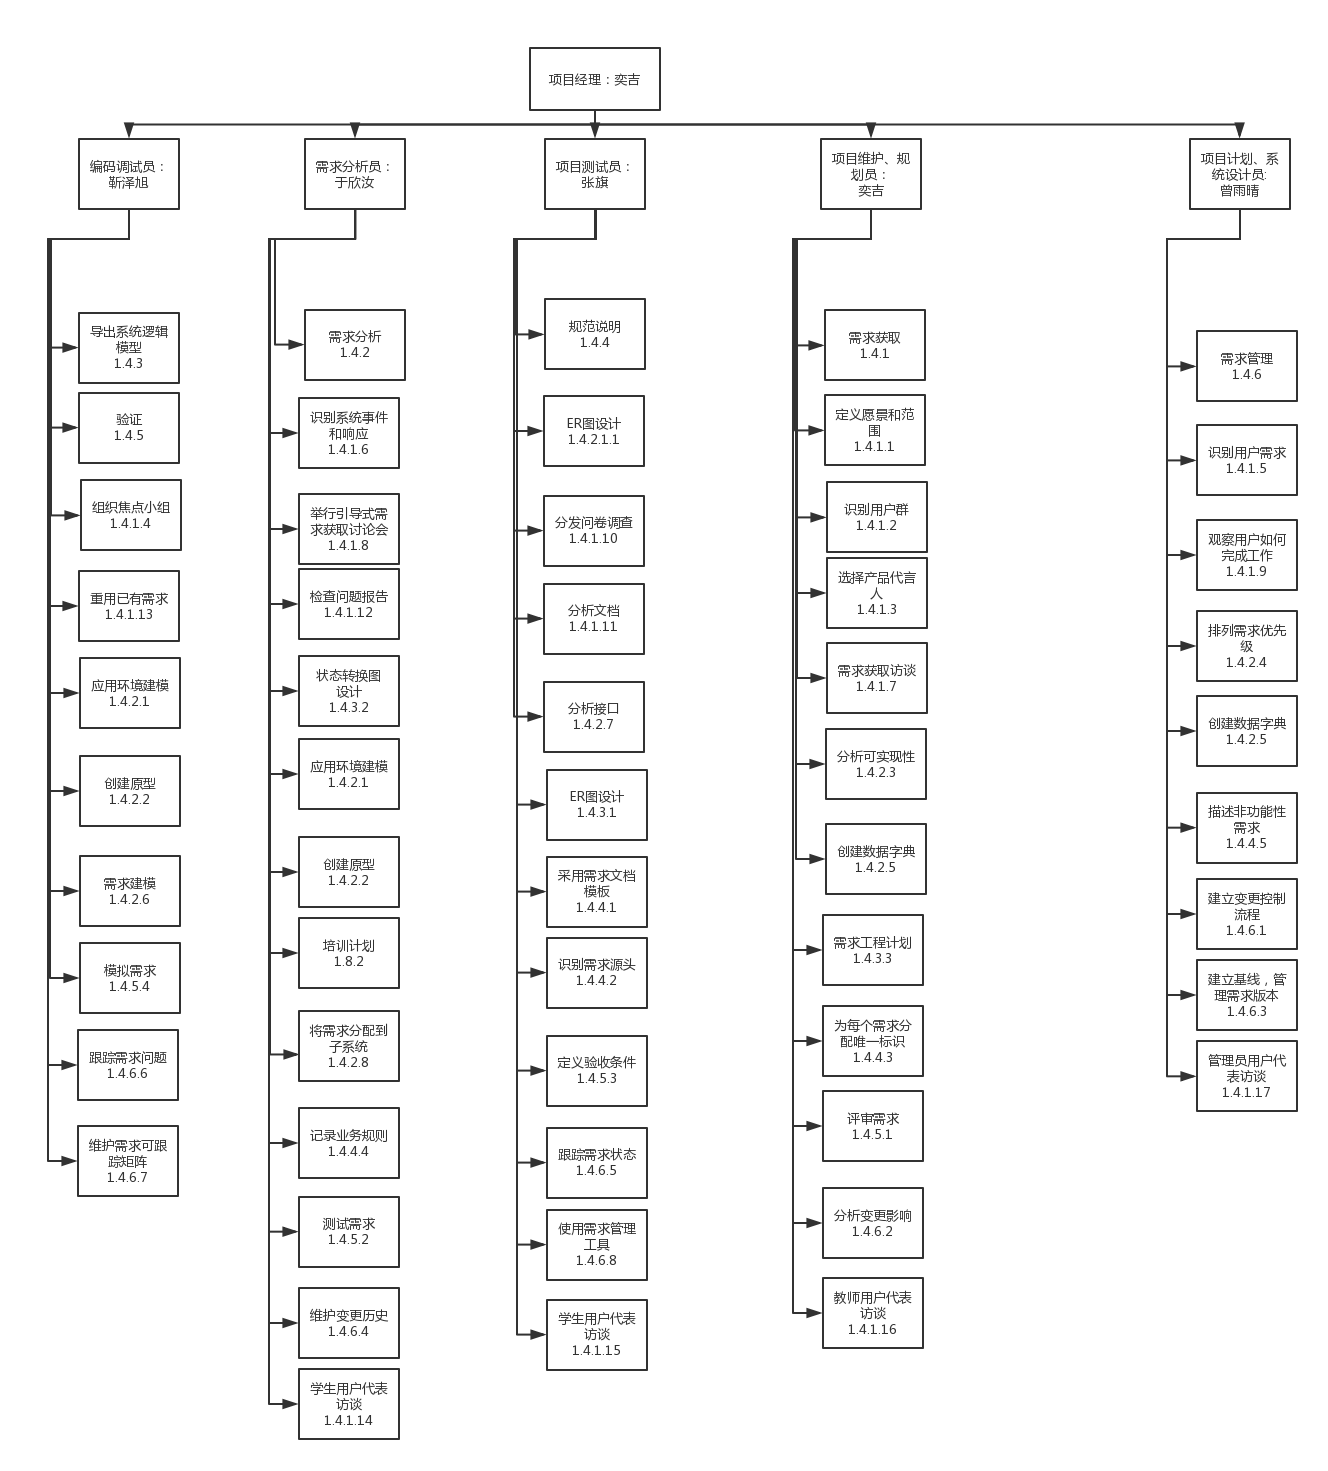 项目经理：奕吉
编码调试员：
靳泽旭
需求分析员：
于欣汝
项目测试员：
张旗
项目维护、规
划员：
奕吉
项目计划、系
统设计员:
曾雨晴
导出系统逻辑
模型
1.4.3
验证
1.4.5
组织焦点小组
1.4.1.4
重用已有需求
1.4.1.13
应用环境建模
1.4.2.1
创建原型
1.4.2.2
需求建模
1.4.2.6
模拟需求
1.4.5.4
跟踪需求问题
1.4.6.6
维护需求可跟
踪矩阵
1.4.6.7
需求分析
1.4.2
识别系统事件
和响应
1.4.1.6
举行引导式需
求获取讨论会
1.4.1.8
检查问题报告
1.4.1.12
状态转换图
设计
1.4.3.2
应用环境建模
1.4.2.1
创建原型
1.4.2.2
培训计划
1.8.2
将需求分配到
子系统
1.4.2.8
记录业务规则
1.4.4.4
测试需求
1.4.5.2
维护变更历史
1.4.6.4
学生用户代表
访谈
1.4.1.14
规范说明
1.4.4
ER图设计
1.4.2.1.1
分发问卷调查
1.4.1.10
分析文档
1.4.1.11
分析接口
1.4.2.7
ER图设计
1.4.3.1
采用需求文档
模板
1.4.4.1
识别需求源头
1.4.4.2
定义验收条件
1.4.5.3
跟踪需求状态
1.4.6.5
使用需求管理
工具
1.4.6.8
学生用户代表
访谈
1.4.1.15
需求获取
1.4.1
定义愿景和范
围
1.4.1.1
识别用户群
1.4.1.2
选择产品代言
人
1.4.1.3
需求获取访谈
1.4.1.7
分析可实现性
1.4.2.3
创建数据字典
1.4.2.5
需求工程计划
1.4.3.3
为每个需求分
配唯一标识
1.4.4.3
评审需求
1.4.5.1
分析变更影响
1.4.6.2
教师用户代表
访谈
1.4.1.16
需求管理
1.4.6
识别用户需求
1.4.1.5
观察用户如何
完成工作
1.4.1.9
排列需求优先
级
1.4.2.4
创建数据字典
1.4.2.5
描述非功能性
需求
1.4.4.5
建立变更控制
流程
1.4.6.1
建立基线，管
理需求版本
1.4.6.3
管理员用户代
表访谈
1.4.1.17